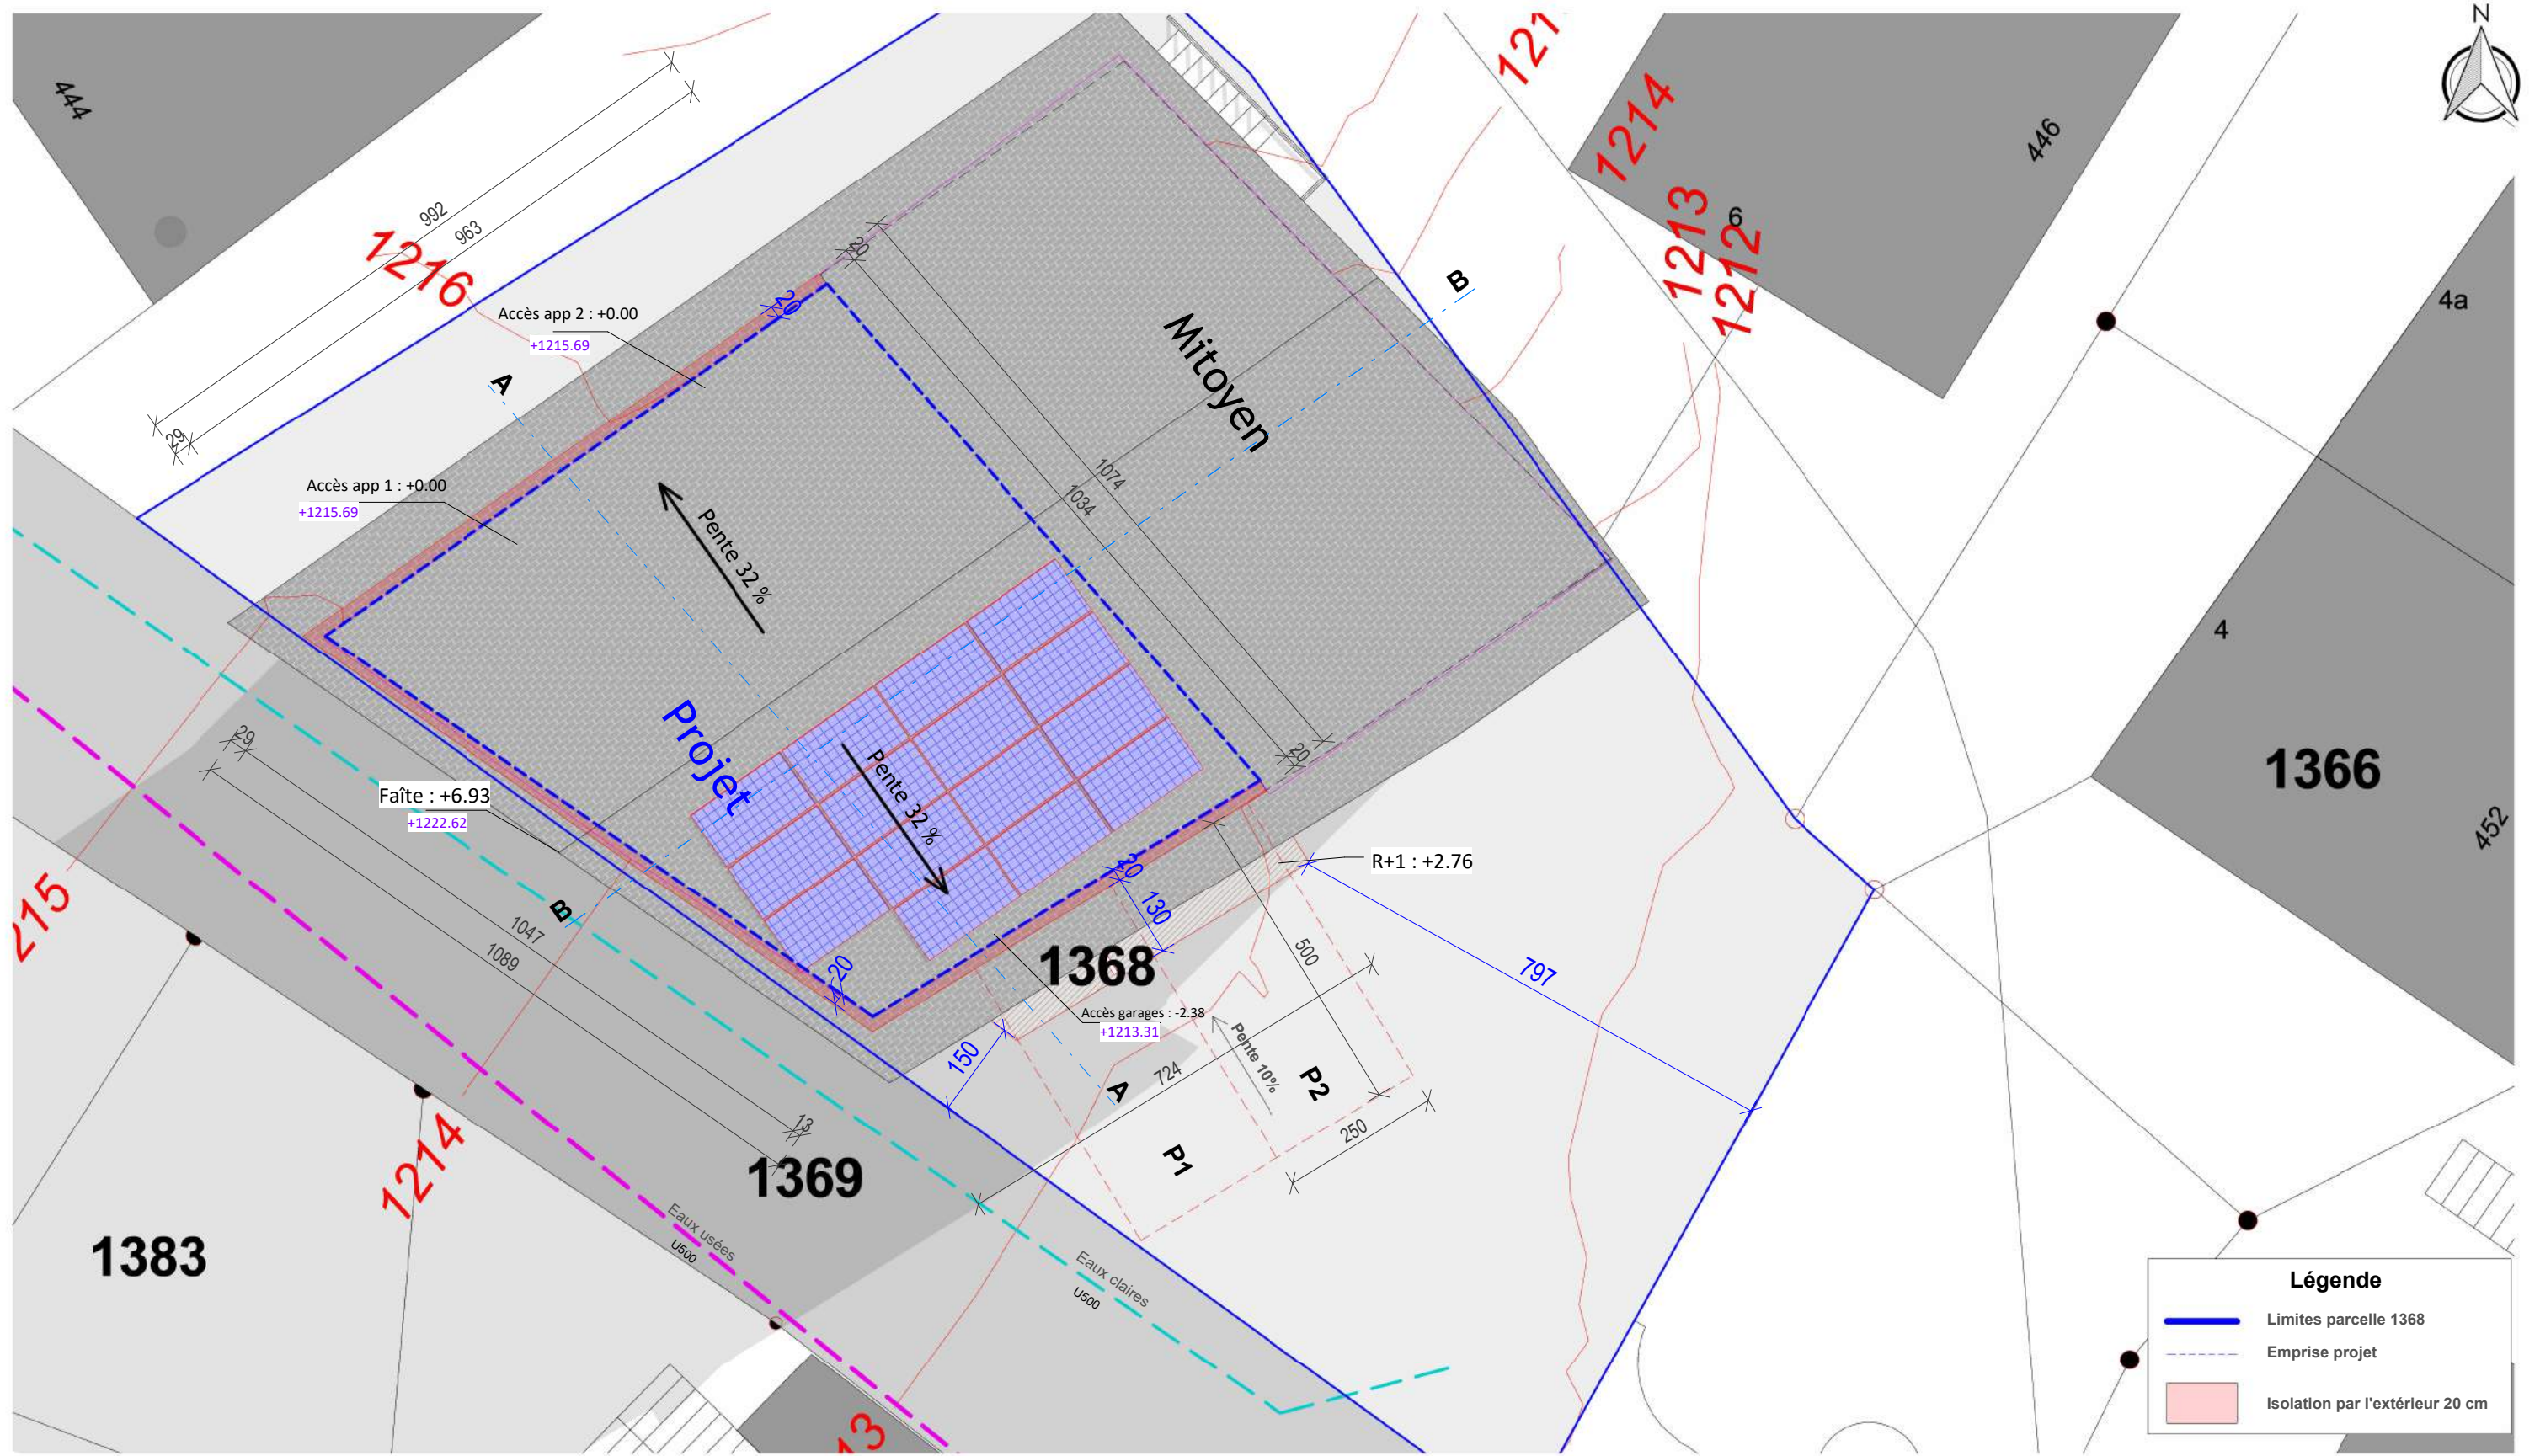 N
444
121
1214
446
992
963
1216
1213
6
1212
4a
20
B
20
Accès app 2 : +0.00
+1215.69
Mitoyen
A
Accès app 1 : +0.00
+1215.69
1074
1034
Pente 32 %
4
1366
452
29
29
Projet
Pente 32 %
20
Faîte : +6.93
+1222.62
R+1 : +2.76
20
130
215
B
1047
1089
20
1368
500
797
Accès garages : -2.38
+1213.31
150
Pente 10%
724
P2
A
250
P1
13
1214
1369
1383
Eaux usées
U500
Eaux claires
U500
13
Légende
Limites parcelle 1368
Emprise projet
Isolation par l'extérieur 20 cm